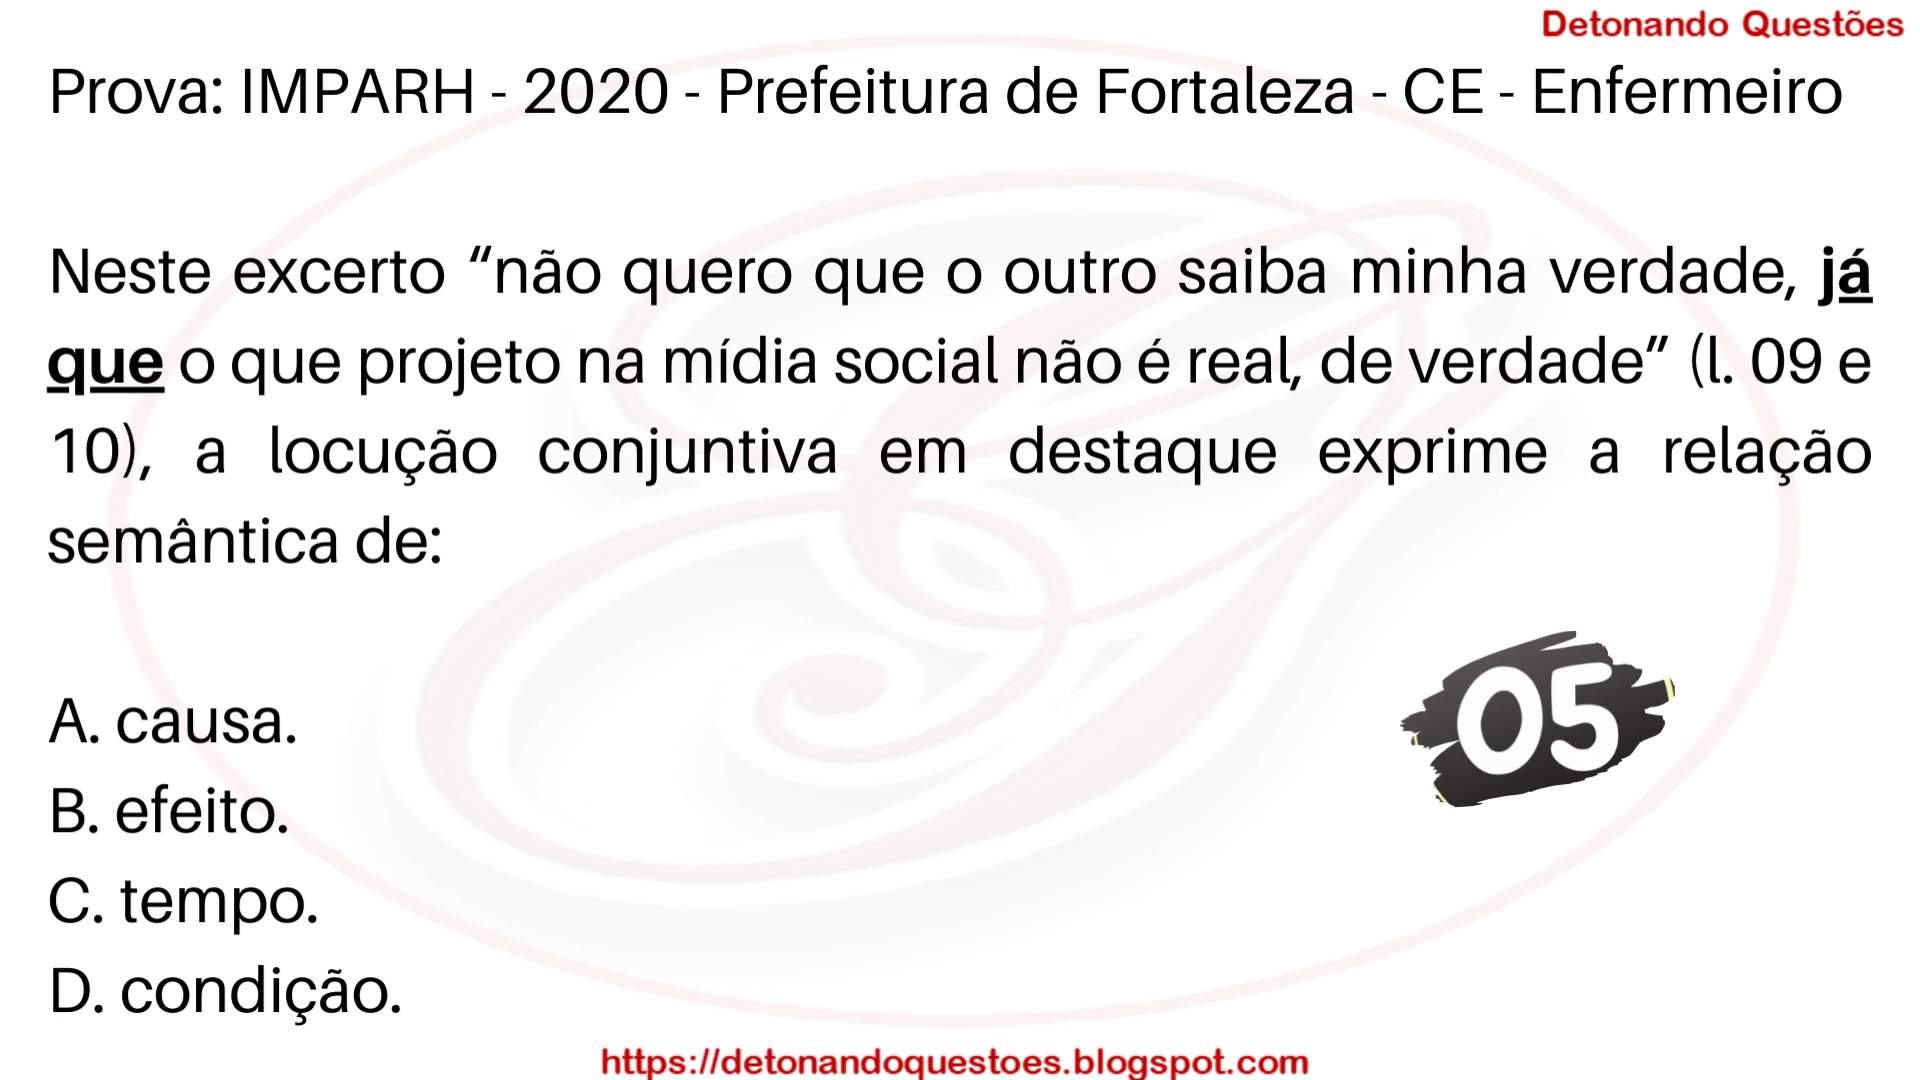 Detonando Questões
Prova: IMPARH - 2020 - Prefeitura de Fortaleza - CE - Enfermeiro
Neste excerto “não quero que o outro saiba minha verdade, já
que o que projeto na mídia social não é real, de verdade” (l. 09 e
10), a locução conjuntiva em destaque exprime a relação
semântica de:
05
A. causa.
B. efeito.
C. tempo.
D. condição.
https://detonandoquestoes.blogspot.com